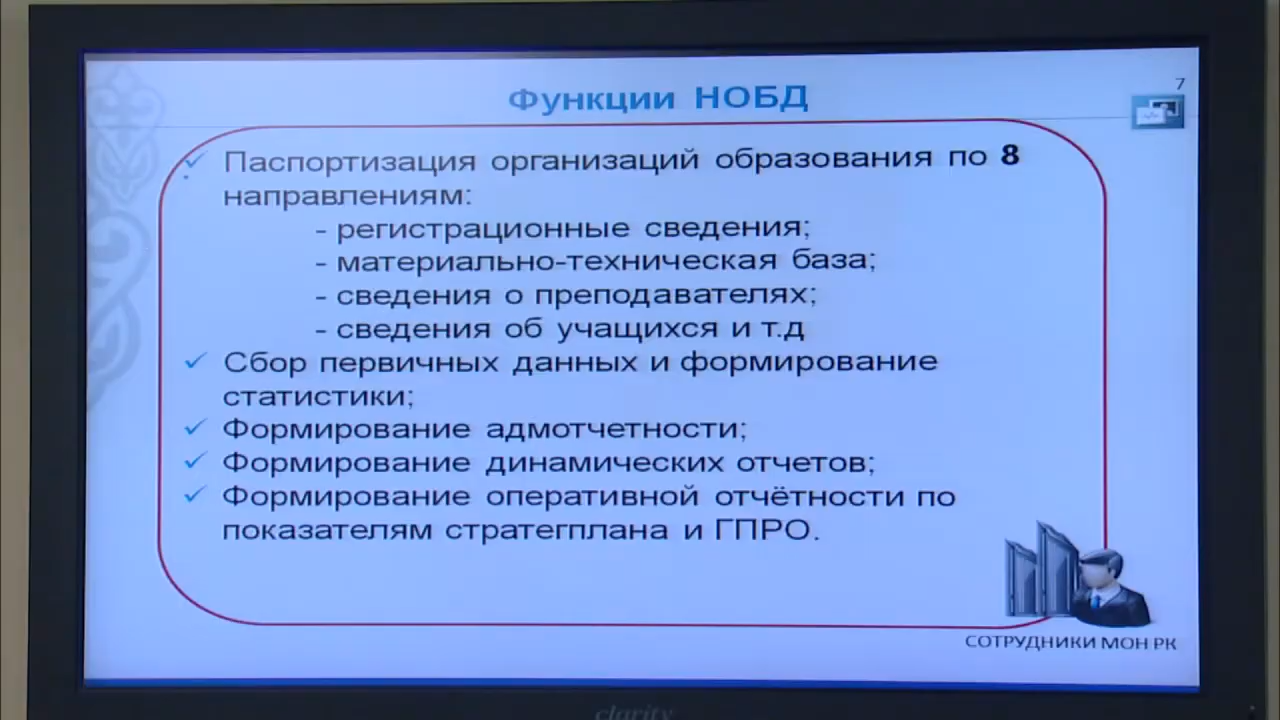 Функции НОБД
7
Паспортизация организаций образования по 8
направлениям:
- регистрационные сведения;
- материально-техническая база;
- сведения о преподавателях;
- сведения об учащихся и т.д
Сбор первичных данных и формирование
статистики;
Формирование адмотчетности;
Формирование динамических отчетов;
Формирование оперативной отчётности по
показателям стратегплана и ГПРО.
СОТРУДНИКИ МОН РК
clarity